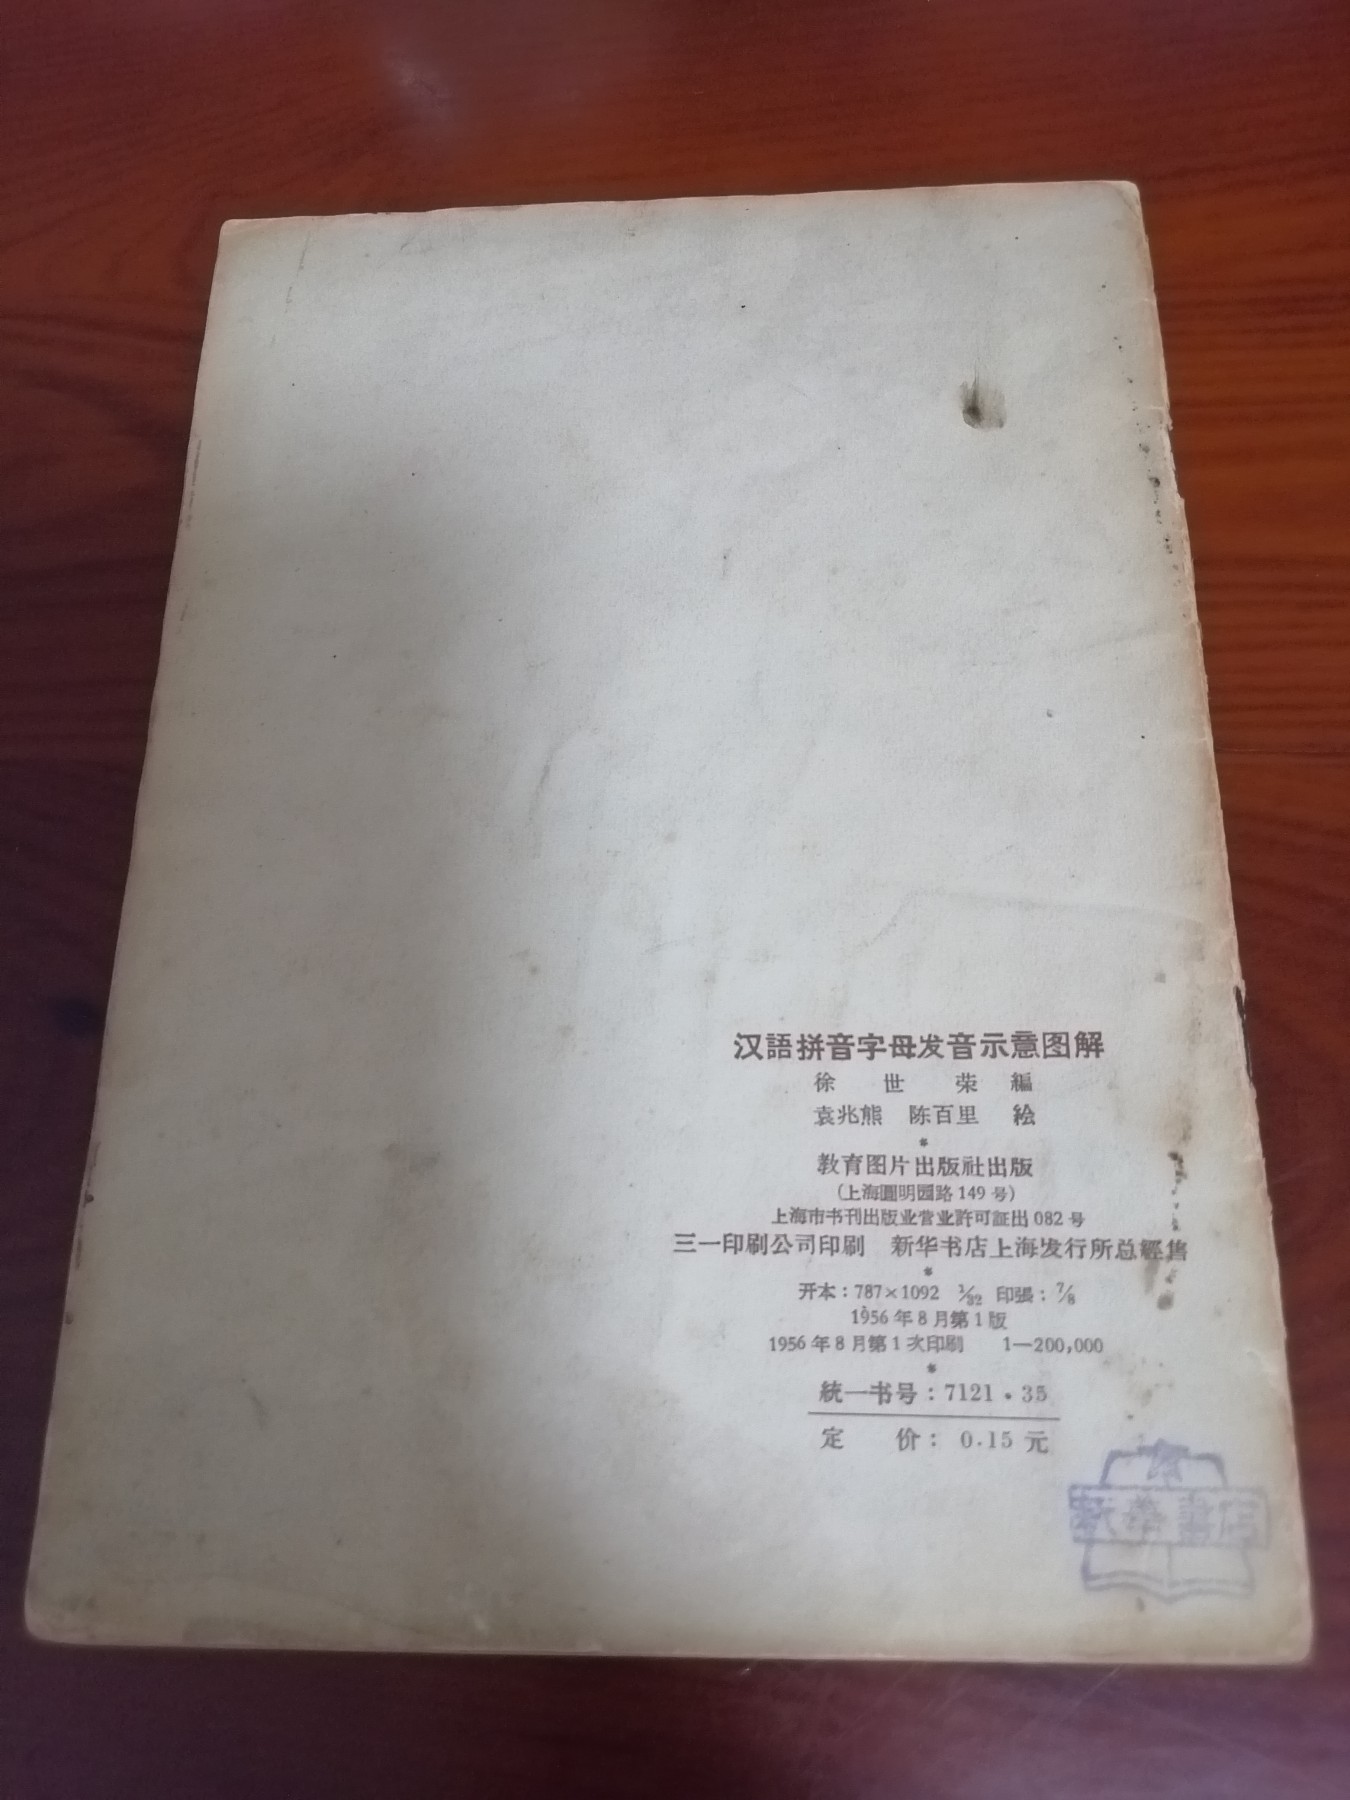 汉語拼音字母发音示意图解
徐世荣編
袁兆熊 陈百里 绘
*
教育图片出版社出版
(上海圓明园路149号)
上海市书刊出版业营业許可証出082号
三一印刷公司印刷 新华书店上海发行所总經售
*
开本:787×1092 1/32 印張:7/8
1956年8月第1版
1956年8月第1次印刷 1—200,000
*
統一书号:7121·35
定价:0.15元
新華書店